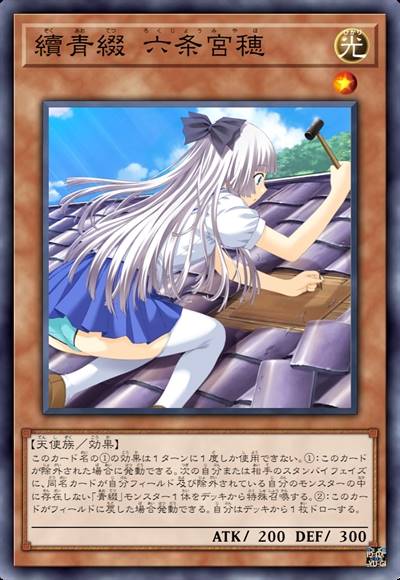 續青綴 六条宮穂
光
【天使族／効果】
このカード名の①の効果は１ターンに１度しか使用できない。①：このカード
が除外された場合に発動できる。次の自分または相手のスタンバイフェイズ
に、同名カードが自分フィールド及び除外されている自分のモンスターの中
に存在しない「青綴」モンスター１体をデッキから特殊召喚する。②：このカ
ードがフィールドに戻した場合発動できる。自分はデッキから１枚ドローする。
ATK/ 200 DEF/ 300